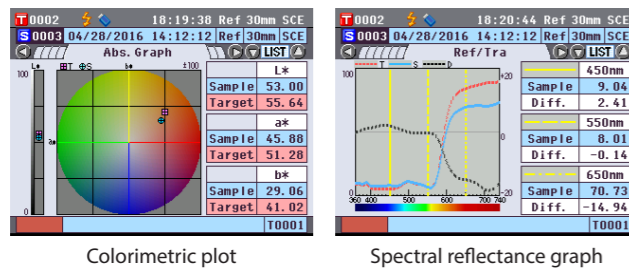 T0002 18:19:38 Ref 30mm SCE
S0003 04/28/2016 14:12:12 Ref 30mm SCE
Abs. Graph LIST
L* T S b* ±100
100
a*
0
L*
Sample 53.00
Target 55.64
a*
Sample 45.88
Target 51.28
b*
Sample 29.06
Target 41.02
T0001
Colorimetric plot
T0002 18:20:44 Ref 30mm SCE
S0003 04/28/2016 14:12:12 Ref 30mm SCE
Ref/Tra LIST
T S D
100 +20
0
0 -20
360 400 500 600 700 740
450nm
Sample 9.04
Diff. 2.41
550nm
Sample 8.01
Diff. -0.14
650nm
Sample 70.73
Diff. -14.94
T0001
Spectral reflectance graph